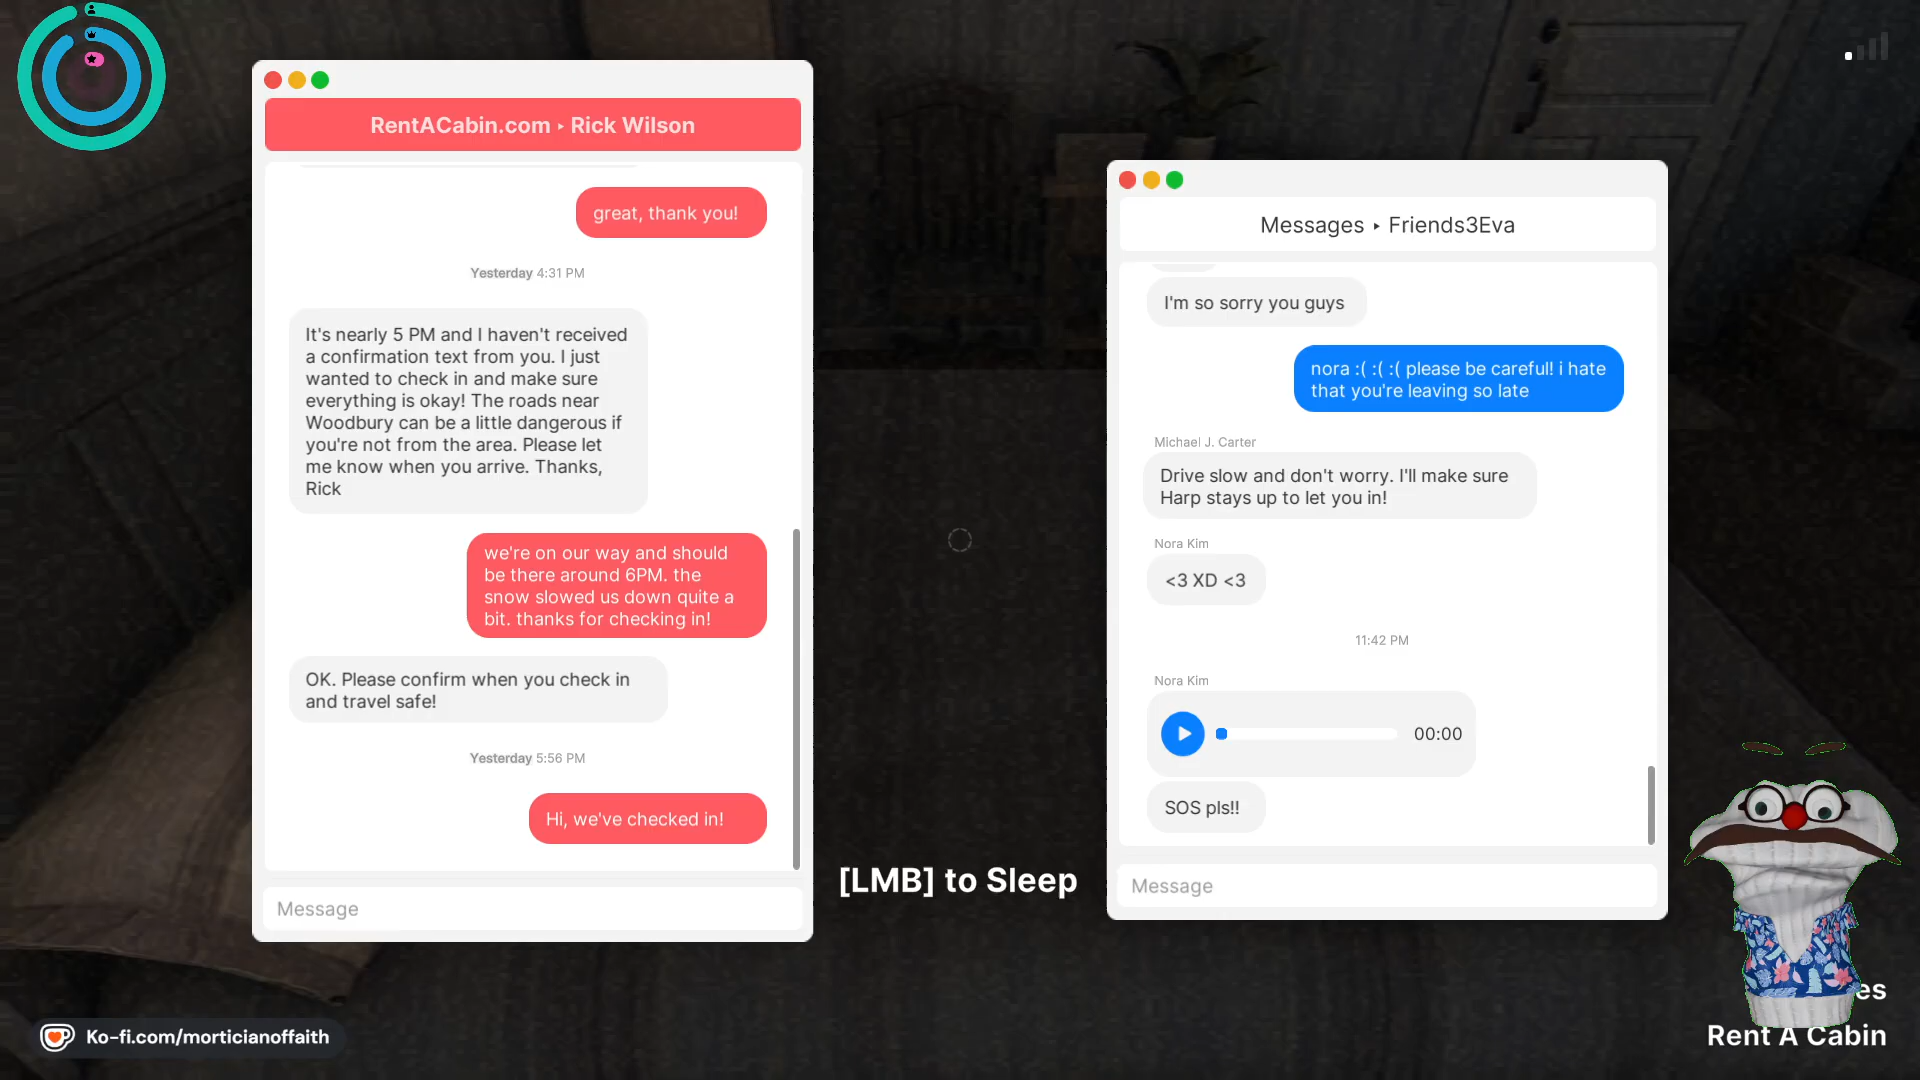 RentACabin.com ▸ Rick Wilson
great, thank you!
Yesterday 4:31 PM
It's nearly 5 PM and I haven't received
a confirmation text from you. I just
wanted to check in and make sure
everything is okay! The roads near
Woodbury can be a little dangerous if
you're not from the area. Please let
me know when you arrive. Thanks,
Rick
we're on our way and should
be there around 6PM. the
snow slowed us down quite a
bit. thanks for checking in!
OK. Please confirm when you check in
and travel safe!
Yesterday 5:56 PM
Hi, we've checked in!
Message
[LMB] to Sleep
Messages ▸ Friends3Eva
I'm so sorry you guys
nora :( :( :( please be careful! i hate
that you're leaving so late
Michael J. Carter
Drive slow and don't worry. I'll make sure
Harp stays up to let you in!
Nora Kim
<3 XD <3
11:42 PM
Nora Kim
00:00
SOS pls!!
Message
Ko-fi.com/morticianoffaith
Rent A Cabin